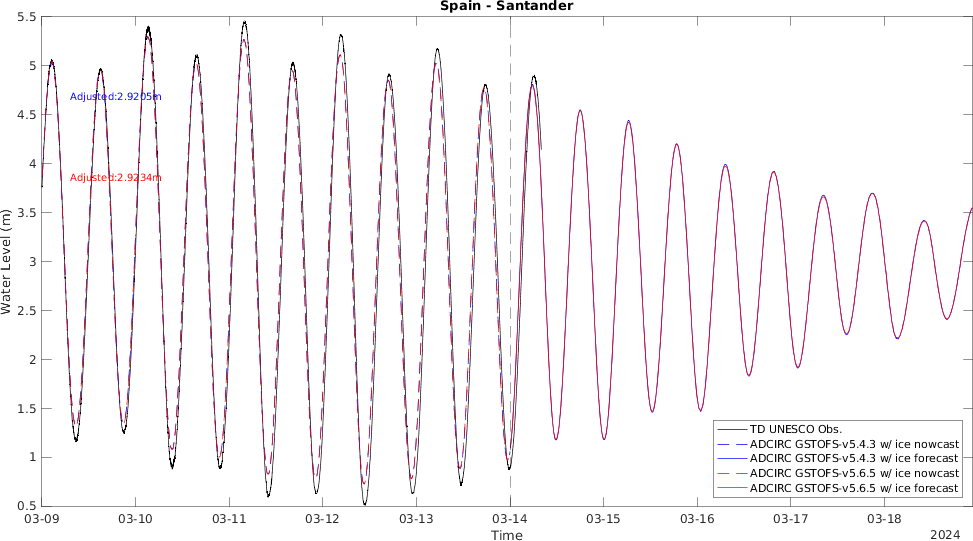 Spain - Santander
5.5
5
4.5
4
3.5
3
2.5
2
1.5
1
0.5
Water Level (m)
Adjusted:2.9205m
Adjusted:2.9234m
TD UNESCO Obs.
ADCIRC GSTOFS-v5.4.3 w/ ice nowcast
ADCIRC GSTOFS-v5.4.3 w/ ice forecast
ADCIRC GSTOFS-v5.6.5 w/ ice nowcast
ADCIRC GSTOFS-v5.6.5 w/ ice forecast
03-09 03-10 03-11 03-12 03-13 03-14 03-15 03-16 03-17 03-18
Time
2024